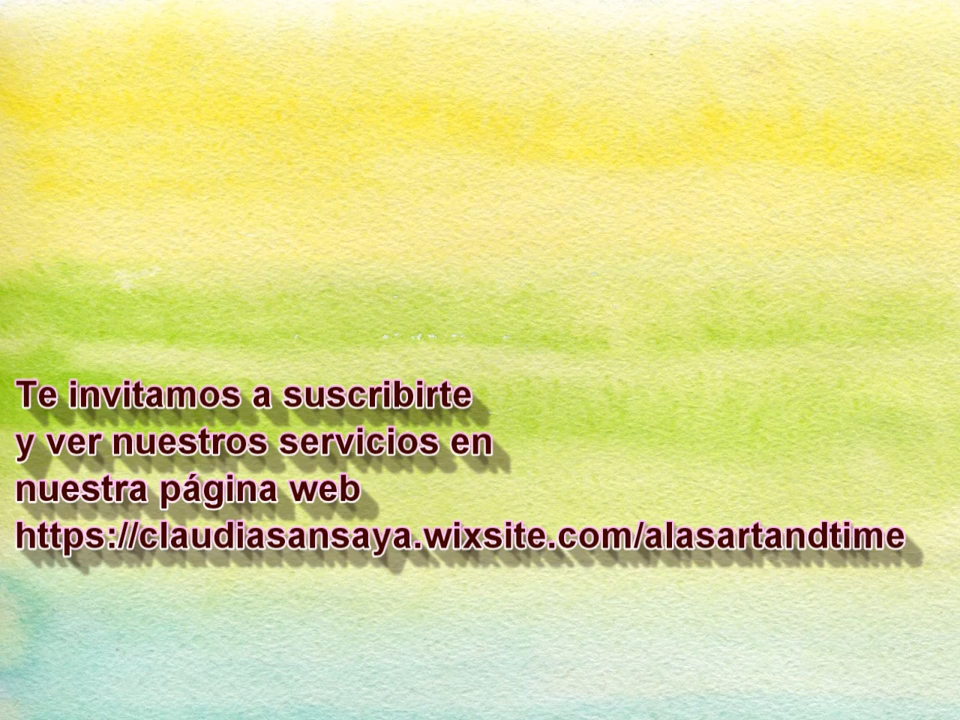 Te invitamos a suscribirte
y ver nuestros servicios en
nuestra página web
https://claudiasansaya.wixsite.com/alasartandtime